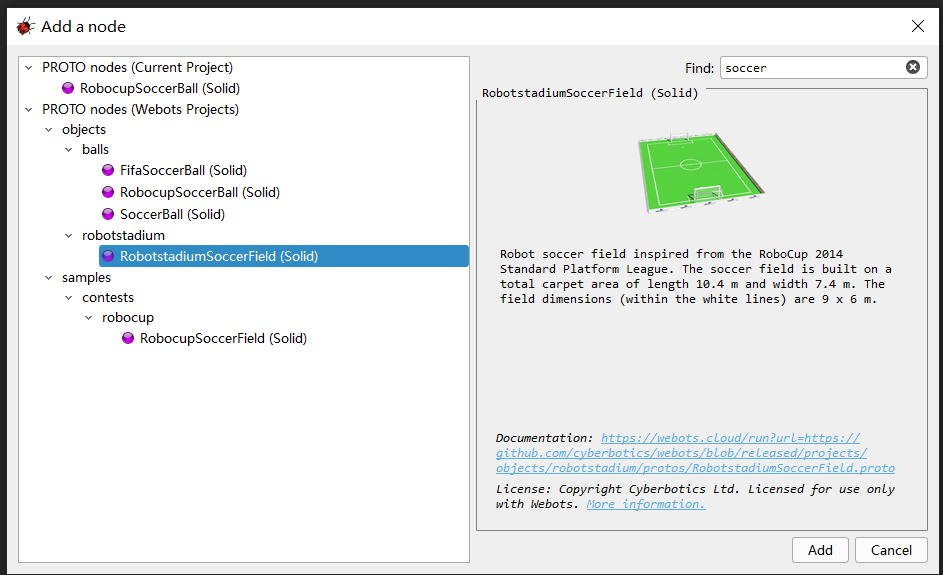 Add a node
PROTO nodes (Current Project)
RobocupSoccerBall (Solid)
PROTO nodes (Webots Projects)
objects
balls
FifaSoccerBall (Solid)
RobocupSoccerBall (Solid)
SoccerBall (Solid)
robotstadium
RobotstadiumSoccerField (Solid)
samples
contests
robocup
RobocupSoccerField (Solid)
Find: soccer
RobotstadiumSoccerField (Solid)
Robot soccer field inspired from the RoboCup 2014
Standard Platform League. The soccer field is built on a
total carpet area of length 10.4 m and width 7.4 m. The
field dimensions (within the white lines) are 9 x 6 m.
Documentation: https://webots.cloud/run?url=https://
github.com/cyberbotics/webots/blob/released/projects/
objects/robotstadium/protos/RobotstadiumSoccerField.proto
License: Copyright Cyberbotics Ltd. Licensed for use only
with Webots. More information.
Add
Cancel